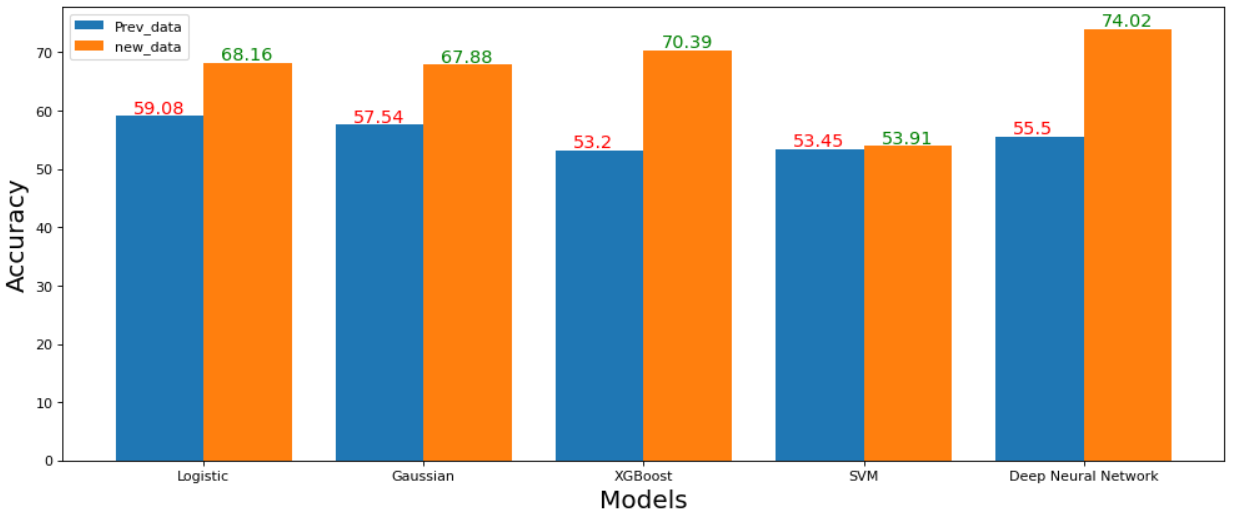 Prev_data
new_data
59.08
68.16
57.54
67.88
53.2
70.39
53.45
53.91
55.5
74.02
Accuracy
70
60
50
40
30
20
10
0
Logistic
Gaussian
XGBoost
SVM
Deep Neural Network
Models